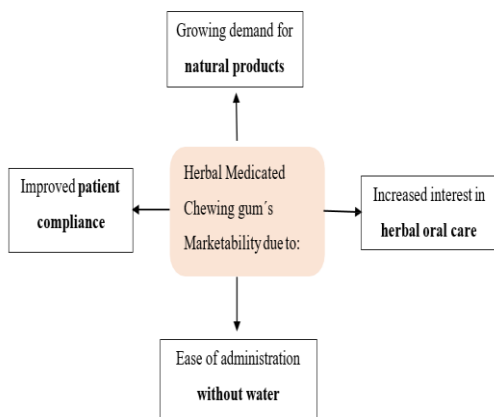 Growing demand for
natural products
Herbal Medicated
Chewing gum´s
Marketability due to:
Improved patient
compliance
Increased interest in
herbal oral care
Ease of administration
without water